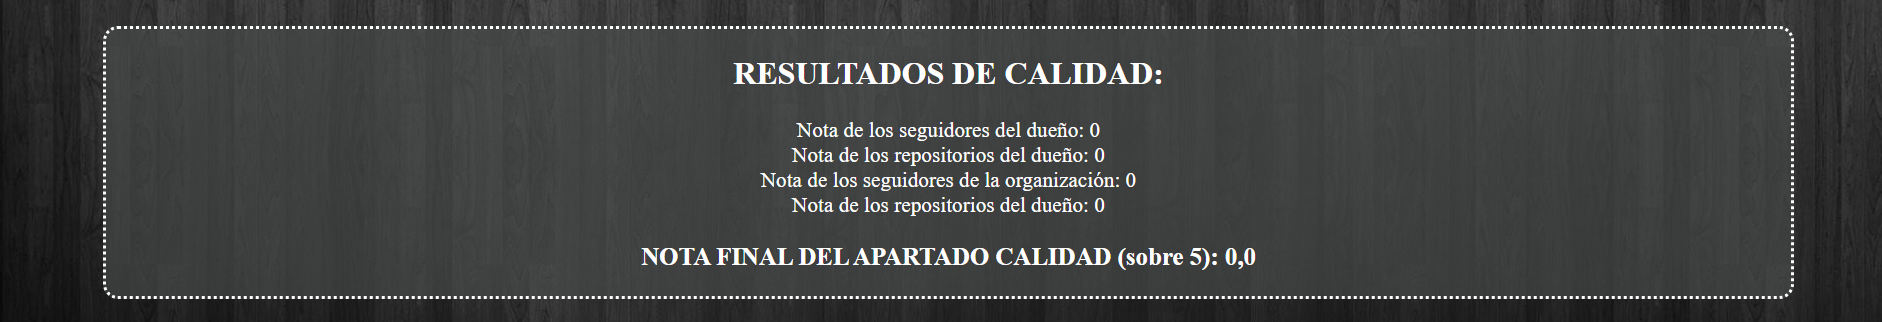 RESULTADOS DE CALIDAD:
Nota de los seguidores del dueño: 0
Nota de los repositorios del dueño: 0
Nota de los seguidores de la organización: 0
Nota de los repositorios del dueño: 0
NOTA FINAL DEL APARTADO CALIDAD (sobre 5): 0,0